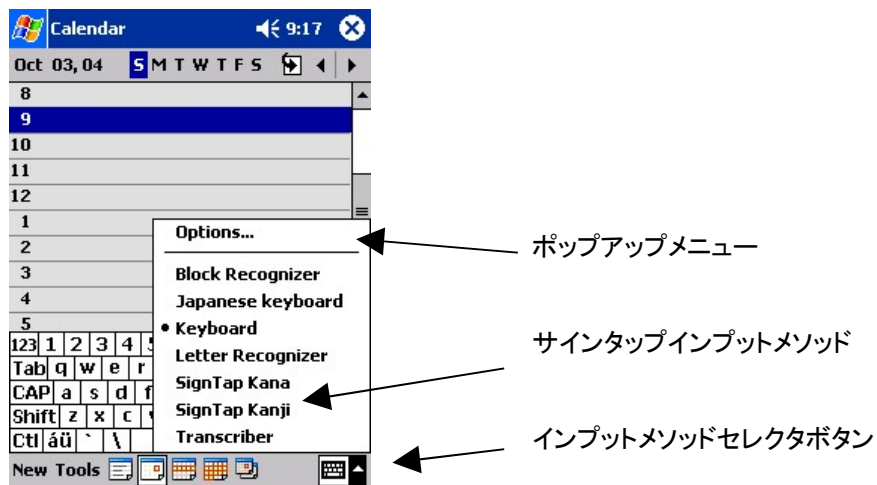 Calendar 9:17
Oct 03, 04 S M T W T F S
8
9
10
11
12
1
2
3
4
5
Options...
Block Recognizer
Japanese keyboard
Keyboard
Letter Recognizer
SignTap Kana
SignTap Kanji
Transcriber
123 1 2 3 4
Tab q w e r
CAP a s d f
Shift z x c
Ctl áü ` \
New Tools
ポップアップメニュー
サインタップインプットメソッド
インプットメソッドセレクタボタン